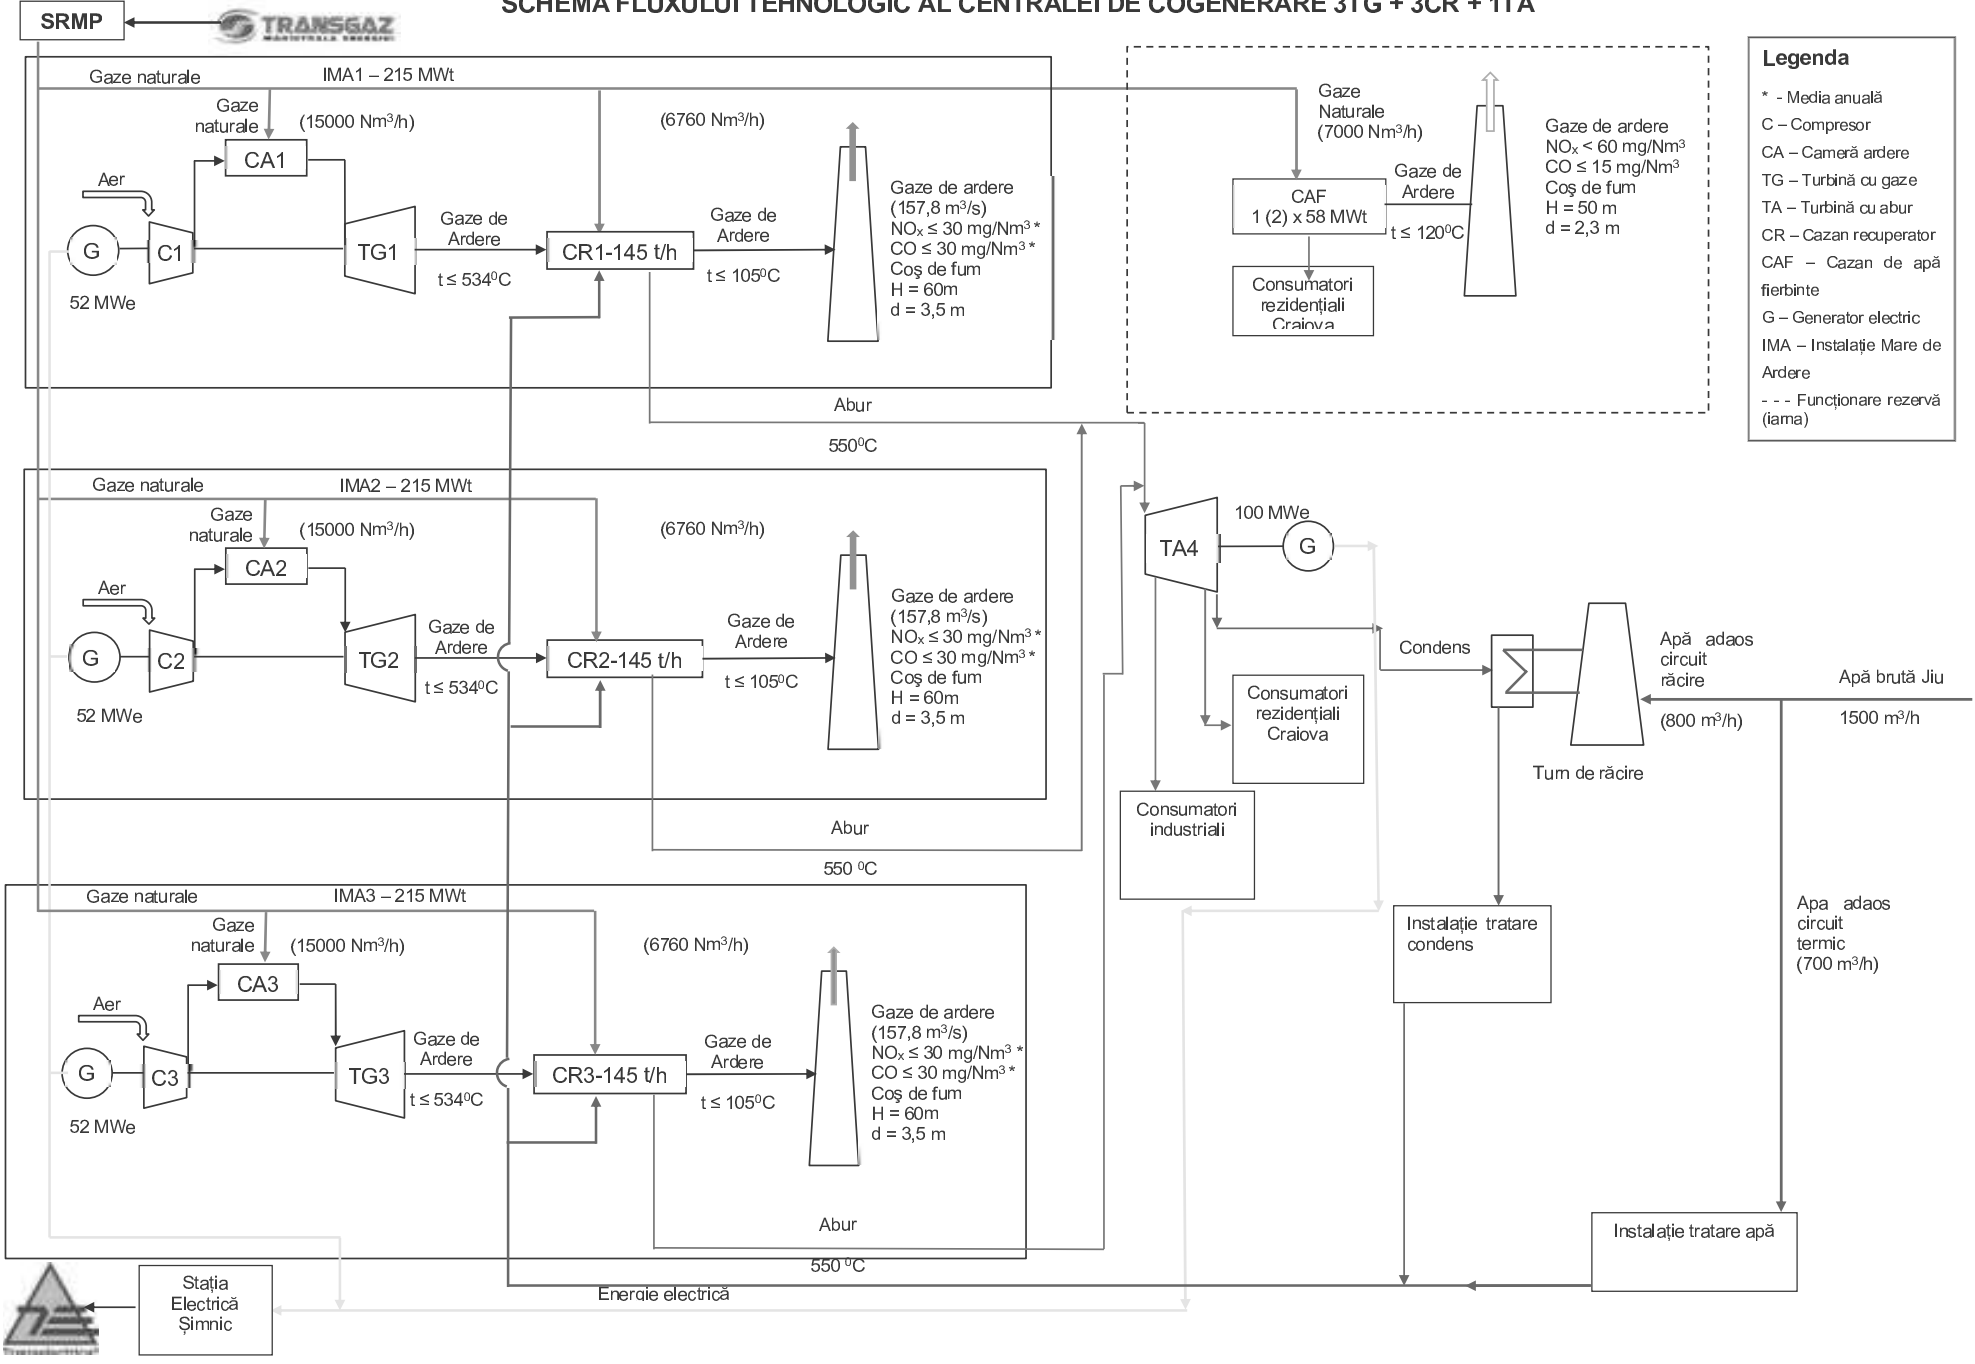 SCHEMA FLUXULUI TEHNOLOGIC AL CENTRALEI DE COGENERARE 3TG + 3CR + 1TA
SRMP
TRANSGAZ
Gaze naturale
IMA1 – 215 MWt
Gaze
naturale
(15000 Nm³/h)
(6760 Nm³/h)
CA1
Aer
G
C1
TG1
52 MWe
Gaze de
Ardere
t ≤ 534⁰C
CR1-145 t/h
Gaze de
Ardere
t ≤ 105⁰C
Gaze de ardere
(157,8 m³/s)
NOₓ ≤ 30 mg/Nm³ *
CO ≤ 30 mg/Nm³ *
Coş de fum
H = 60m
d = 3,5 m
Abur
550⁰C
Gaze
Naturale
(7000 Nm³/h)
CAF
1 (2) x 58 MWt
Gaze de
Ardere
t ≤ 120⁰C
Consumatori
rezidențiali
Craiova
Gaze de ardere
NOₓ < 60 mg/Nm³
CO ≤ 15 mg/Nm³
Coş de fum
H = 50 m
d = 2,3 m
Legenda
* - Media anuală
C – Compresor
CA – Cameră ardere
TG – Turbină cu gaze
TA – Turbină cu abur
CR – Cazan recuperator
CAF – Cazan de apă
fierbinte
G – Generator electric
IMA – Instalație Mare de
Ardere
- - - Funcționare rezervă
(iarna)
Gaze naturale
IMA2 – 215 MWt
Gaze
naturale
(15000 Nm³/h)
(6760 Nm³/h)
CA2
Aer
G
C2
TG2
52 MWe
Gaze de
Ardere
t ≤ 534⁰C
CR2-145 t/h
Gaze de
Ardere
t ≤ 105⁰C
Gaze de ardere
(157,8 m³/s)
NOₓ ≤ 30 mg/Nm³ *
CO ≤ 30 mg/Nm³ *
Coş de fum
H = 60m
d = 3,5 m
Abur
550 ⁰C
TA4
100 MWe
G
Condens
Consumatori
rezidențiali
Craiova
Consumatori
industriali
Turn de răcire
Apă adaos
circuit
răcire
(800 m³/h)
Apă brută Jiu
1500 m³/h
Instalație tratare
condens
Apa adaos
circuit
termic
(700 m³/h)
Instalație tratare apă
Gaze naturale
IMA3 – 215 MWt
Gaze
naturale
(15000 Nm³/h)
(6760 Nm³/h)
CA3
Aer
G
C3
TG3
52 MWe
Gaze de
Ardere
t ≤ 534⁰C
CR3-145 t/h
Gaze de
Ardere
t ≤ 105⁰C
Gaze de ardere
(157,8 m³/s)
NOₓ ≤ 30 mg/Nm³ *
CO ≤ 30 mg/Nm³ *
Coş de fum
H = 60m
d = 3,5 m
Abur
550 ⁰C
Energie electrică
Stația
Electrică
Șimnic